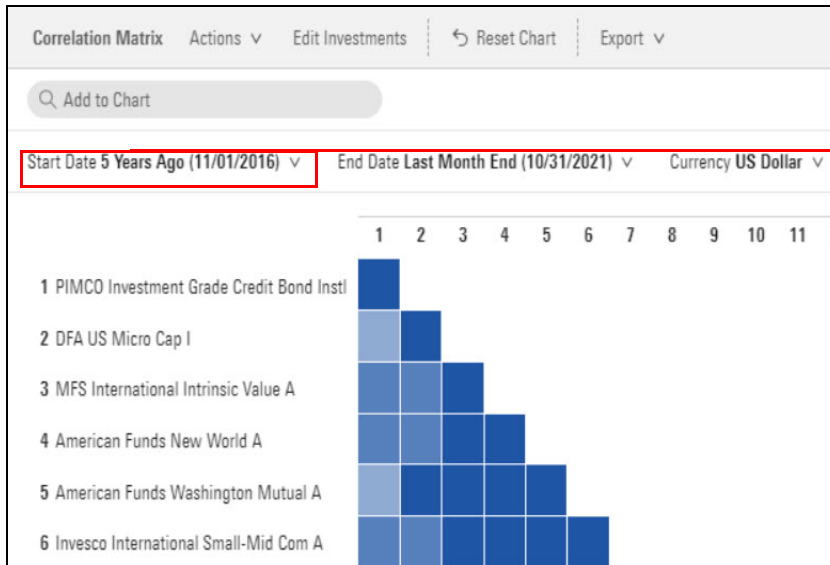 Correlation Matrix Actions Edit Investments Reset Chart Export
Add to Chart
Start Date 5 Years Ago (11/01/2016) End Date Last Month End (10/31/2021) Currency US Dollar
1 2 3 4 5 6 7 8 9 10 11
1 PIMCO Investment Grade Credit Bond Instl
2 DFA US Micro Cap I
3 MFS International Intrinsic Value A
4 American Funds New World A
5 American Funds Washington Mutual A
6 Invesco International Small-Mid Com A